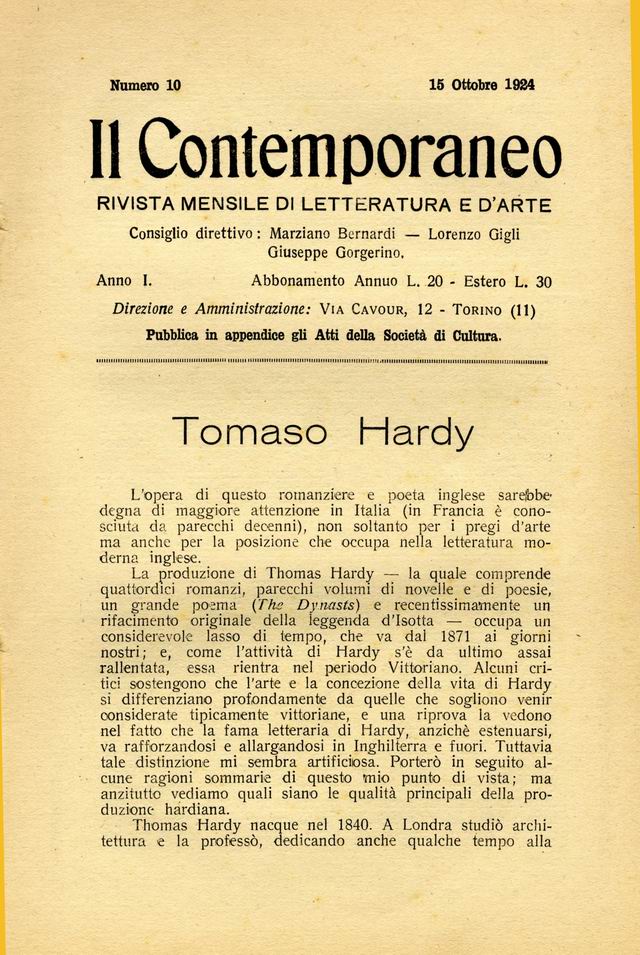 Numero 10 15 Ottobre 1924
Il Contemporaneo
RIVISTA MENSILE DI LETTERATURA E D'ARTE
Consiglio direttivo: Marziano Bernardi — Lorenzo Gigli
Giuseppe Gorgerino.
Anno I. Abbonamento Annuo L. 20 - Estero L. 30
Direzione e Amministrazione: VIA CAVOUR, 12 - TORINO (11)
Pubblica in appendice gli Atti della Società di Cultura.
Tomaso Hardy
L'opera di questo romanziere e poeta inglese sarebbe
degna di maggiore attenzione in Italia (in Francia è cono-
sciuta da parecchi decenni), non soltanto per i pregi d'arte
ma anche per la posizione che occupa nella letteratura mo-
derna inglese.
La produzione di Thomas Hardy — la quale comprende
quattordici romanzi, parecchi volumi di novelle e di poesie,
un grande poema (The Dynasts) e recentissimamente un
rifacimento originale della leggenda d'Isotta — occupa un
considerevole lasso di tempo, che va dal 1871 ai giorni
nostri; e, come l'attività di Hardy s'è da ultimo assai
rallentata, essa rientra nel periodo Vittoriano. Alcuni cri-
tici sostengono che l'arte e la concezione della vita di Hardy
si differenziano profondamente da quelle che sogliono venir
considerate tipicamente vittoriane, e una riprova la vedono
nel fatto che la fama letteraria di Hardy, anzichè estenuarsi,
va rafforzandosi e allargandosi in Inghilterra e fuori. Tuttavia
tale distinzione mi sembra artificiosa. Porterò in seguito al-
cune ragioni sommarie di questo mio punto di vista; ma
anzitutto vediamo quali siano le qualità principali della pro-
duzione hardiana.
Thomas Hardy nacque nel 1840. A Londra studiò archi-
tettura e la professò, dedicando anche qualche tempo alla